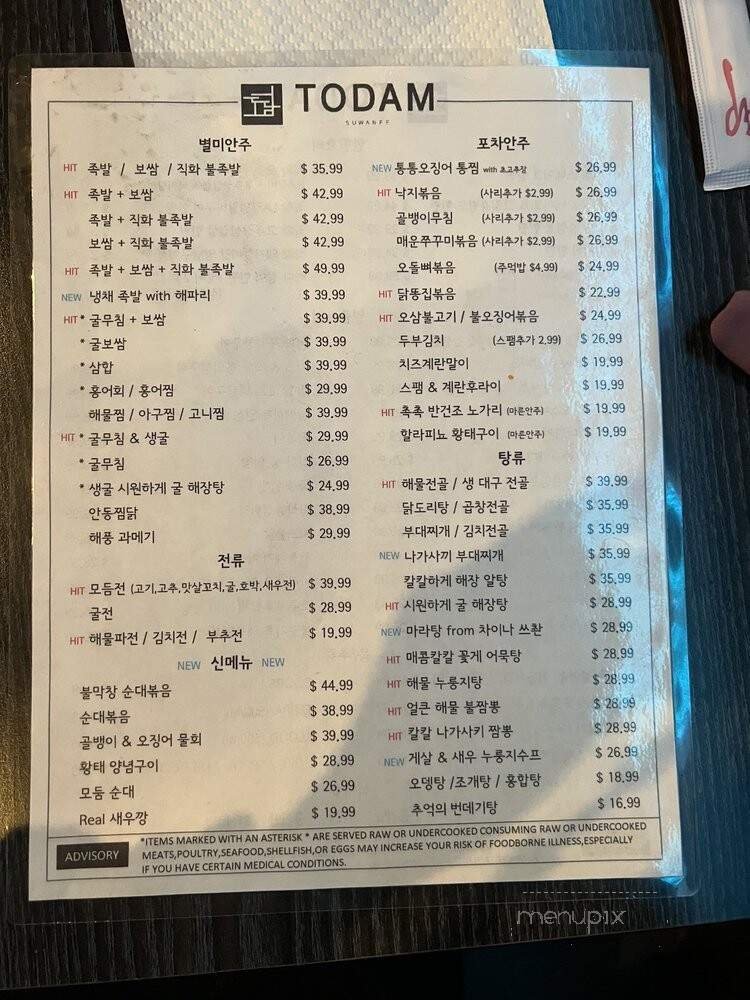 토담 TODAM
SUWANEE
별미안주
HIT 족발 / 보쌈 / 직화 불족발 $ 35.99
HIT 족발 + 보쌈 $ 42.99
족발 + 직화 불족발 $ 42.99
보쌈 + 직화 불족발 $ 42.99
HIT 족발 + 보쌈 + 직화 불족발 $ 49.99
NEW 냉채 족발 with 해파리 $ 39.99
HIT * 굴무침 + 보쌈 $ 39.99
* 굴보쌈 $ 39.99
* 삼합 $ 39.99
* 홍어회 / 홍어찜 $ 29.99
해물찜 / 아구찜 / 고니찜 $ 39.99
HIT * 굴무침 & 생굴 $ 29.99
* 굴무침 $ 26.99
* 생굴 시원하게 굴 해장탕 $ 24.99
안동찜닭 $ 38.99
해풍 과메기 $ 29.99
전류
HIT 모듬전 (고기,고추,맛살꼬치,굴,호박,새우전) $ 39.99
굴전 $ 28.99
HIT 해물파전 / 김치전 / 부추전 $ 19.99
NEW 신메뉴 NEW
불막창 순대볶음 $ 44.99
순대볶음 $ 38.99
골뱅이 & 오징어 물회 $ 39.99
황태 양념구이 $ 28.99
모둠 순대 $ 26.99
Real 새우깡 $ 19.99
포차안주
NEW 통통오징어 통찜 with 초고추장 $ 26.99
HIT 낙지볶음 (사리추가 $2.99) $ 26.99
골뱅이무침 (사리추가 $2.99) $ 26.99
매운쭈꾸미볶음 (사리추가 $2.99) $ 26.99
오돌뼈볶음 (주먹밥 $4.99) $ 24.99
HIT 닭똥집볶음 $ 22.99
HIT 오삼불고기 / 불오징어볶음 $ 24.99
두부김치 (스팸추가 2.99) $ 26.99
치즈계란말이 $ 19.99
스팸 & 계란후라이 $ 19.99
HIT 촉촉 반건조 노가리 (마른안주) $ 19.99
할라피뇨 황태구이 (마른안주) $ 19.99
탕류
HIT 해물전골 / 생 대구 전골 $ 39.99
닭도리탕 / 곱창전골 $ 35.99
부대찌개 / 김치전골 $ 35.99
NEW 나가사끼 부대찌개 $ 35.99
칼칼하게 해장 알탕 $ 35.99
HIT 시원하게 굴 해장탕 $ 28.99
NEW 마라탕 from 차이나 쓰촨 $ 28.99
HIT 매콤칼칼 꽃게 어묵탕 $ 28.99
HIT 해물 누룽지탕 $ 28.99
HIT 얼큰 해물 불짬뽕 $ 28.99
HIT 칼칼 나가사키 짬뽕 $ 28.99
NEW 게살 & 새우 누룽지수프 $ 26.99
오뎅탕 /조개탕 / 홍합탕 $ 18.99
추억의 번데기탕 $ 16.99
ADVISORY
*ITEMS MARKED WITH AN ASTERISK * ARE SERVED RAW OR UNDERCOOKED CONSUMING RAW OR UNDERCOOKED
MEATS,POULTRY,SEAFOOD,SHELLFISH,OR EGGS MAY INCREASE YOUR RISK OF FOODBORNE ILLNESS,ESPECIALLY
IF YOU HAVE CERTAIN MEDICAL CONDITIONS.
menupix